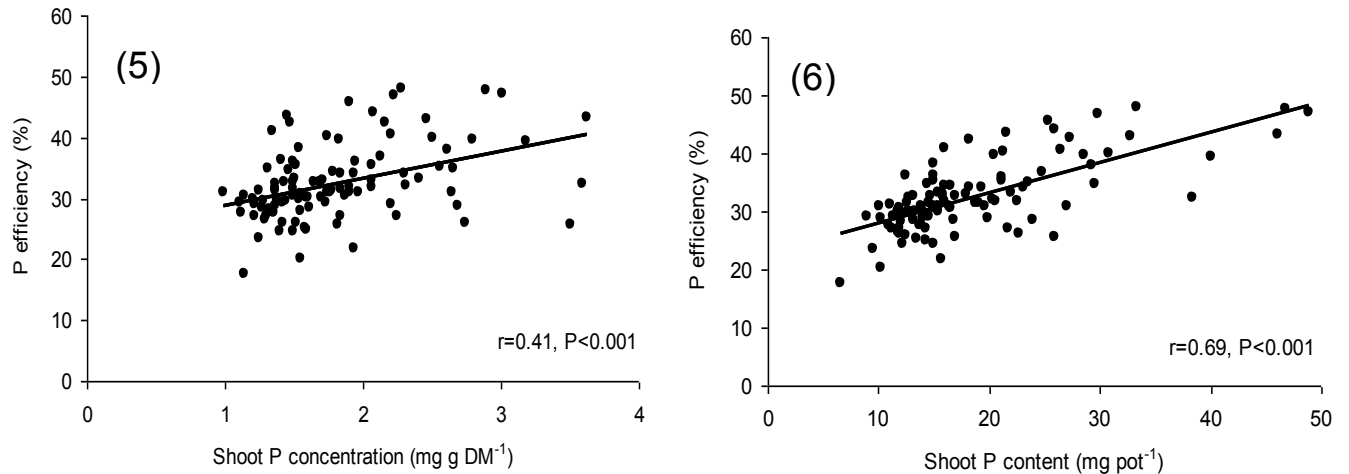 60
50
40
30
20
10
0
P efficiency (%)
(5)
r=0.41, P<0.001
0 1 2 3 4
Shoot P concentration (mg g DM⁻¹)
60
50
40
30
20
10
0
P efficiency (%)
(6)
r=0.69, P<0.001
0 10 20 30 40 50
Shoot P content (mg pot⁻¹)